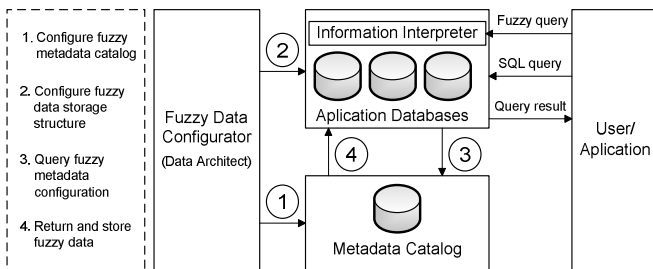 1. Configure fuzzy
metadata catalog
2. Configure fuzzy
data storage
structure
3. Query fuzzy
metadata
configuration
4. Return and store
fuzzy data
Fuzzy Data
Configurator
(Data Architect)
2
1
Information Interpreter
Aplication Databases
4
3
Metadata Catalog
Fuzzy query
SQL query
Query result
User/
Aplication